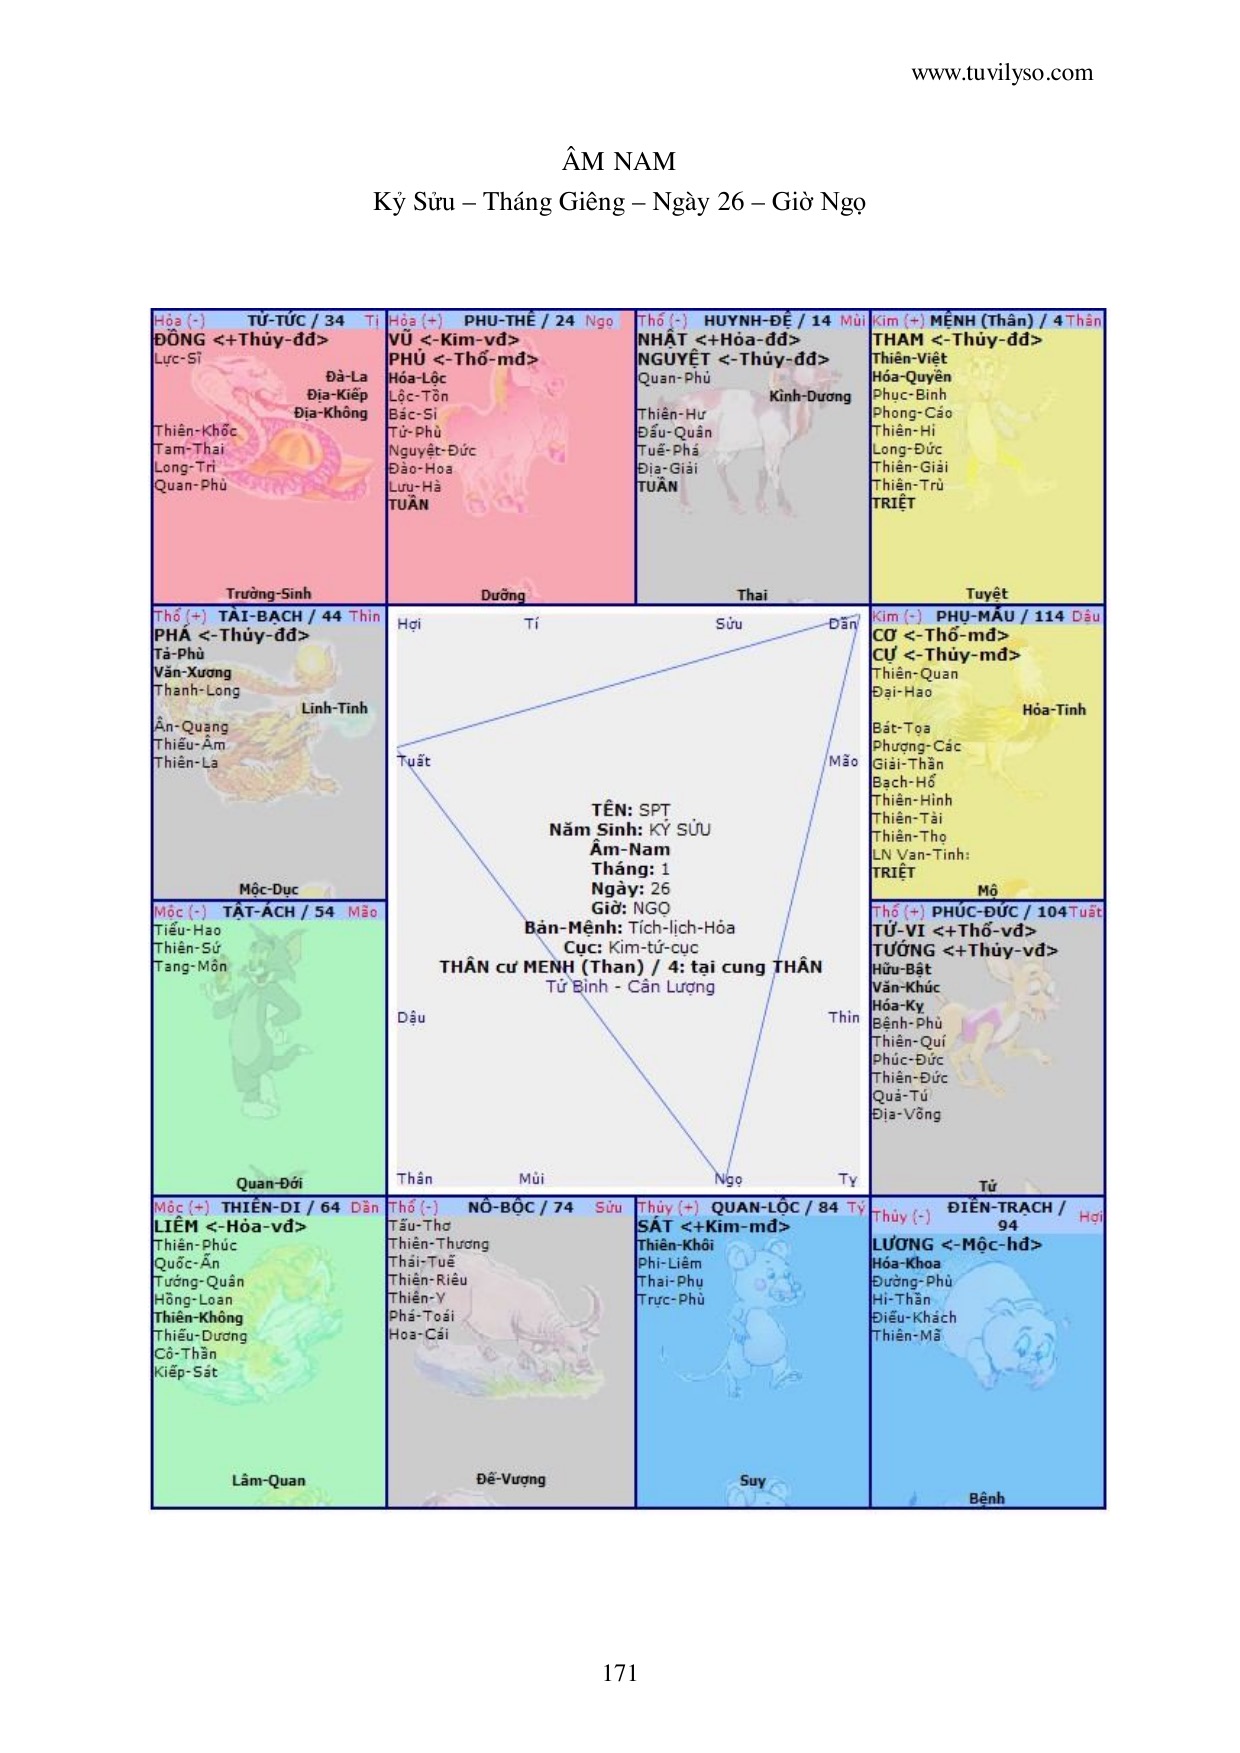 www.tuvilyso.com
ÂM NAM
Kỷ Sửu – Tháng Giêng – Ngày 26 – Giờ Ngọ
Hỏa (-) TỬ-TỨC / 34 Tị
ĐỒNG <+Thủy-đđ>
Lực-Sĩ
Đà-La
Địa-Kiếp
Địa-Không
Thiên-Khốc
Tam-Thai
Long-Trì
Quan-Phù
Trường-Sinh
Hỏa (+) PHU-THÊ / 24 Ngọ
VŨ <-Kim-vđ>
PHỦ <-Thổ-mđ>
Hóa-Lộc
Lộc-Tồn
Bác-Sĩ
Tử-Phù
Nguyệt-Đức
Đào-Hoa
Lưu-Hà
TUẦN
Dưỡng
Thổ (-) HUYNH-ĐỆ / 14 Mùi
NHẬT <+Hỏa-đđ>
NGUYỆT <-Thủy-đđ>
Quan-Phủ
Kình-Dương
Thiên-Hư
Đẩu-Quân
Tuế-Phá
Địa-Giải
TUẦN
Thai
Kim (+) MỆNH (Thân) / 4 Thân
THAM <-Thủy-đđ>
Thiên-Việt
Hóa-Quyền
Phục-Binh
Phong-Cáo
Thiên-Hỉ
Long-Đức
Thiên-Giải
Thiên-Trù
TRIỆT
Tuyệt
Thổ (+) TÀI-BẠCH / 44 Thìn
PHÁ <-Thủy-đđ>
Tả-Phù
Văn-Xương
Thanh-Long
Linh-Tinh
Ân-Quang
Thiếu-Âm
Thiên-La
Mộc-Dục
Hợi Tí Sửu Dần
Tuất Mão
TÊN: SPT
Năm Sinh: KỶ SỬU
Âm-Nam
Tháng: 1
Ngày: 26
Giờ: NGỌ
Bản-Mệnh: Tích-lịch-Hỏa
Cục: Kim-tứ-cục
THÂN cư MENH (Than) / 4: tại cung THÂN
Tử Bình - Cân Lượng
Dậu Thìn
Thân Mùi Ngọ Tỵ
Kim (-) PHỤ-MẪU / 114 Dậu
CƠ <-Thổ-mđ>
CỰ <-Thủy-mđ>
Thiên-Quan
Đại-Hao
Hỏa-Tinh
Bát-Tọa
Phượng-Các
Giải-Thần
Bạch-Hổ
Thiên-Hình
Thiên-Tài
Thiên-Thọ
LN Van-Tinh:
TRIỆT
Mộ
Mộc (-) TẬT-ÁCH / 54 Mão
Tiểu-Hao
Thiên-Sứ
Tang-Môn
Quan-Đới
Thổ (+) PHÚC-ĐỨC / 104 Tuất
TỬ-VI <+Thổ-vđ>
TƯỚNG <+Thủy-vđ>
Hữu-Bật
Văn-Khúc
Hóa-Kỵ
Bệnh-Phù
Thiên-Quí
Phúc-Đức
Thiên-Đức
Quả-Tú
Địa-Võng
Tử
Mộc (+) THIÊN-DI / 64 Dần
LIÊM <-Hỏa-vđ>
Thiên-Phúc
Quốc-Ấn
Tướng-Quân
Hồng-Loan
Thiên-Không
Thiếu-Dương
Cô-Thần
Kiếp-Sát
Lâm-Quan
Thổ (-) NÔ-BỘC / 74 Sửu
Tấu-Thơ
Thiên-Thương
Thái-Tuế
Thiên-Riêu
Thiên-Y
Phá-Toái
Hoa-Cái
Đế-Vượng
Thủy (+) QUAN-LỘC / 84 Tý
SÁT <+Kim-mđ>
Thiên-Khôi
Phi-Liêm
Thai-Phụ
Trực-Phù
Suy
Thủy (-) ĐIỀN-TRẠCH / 94 Hợi
LƯƠNG <-Mộc-hđ>
Hóa-Khoa
Đường-Phù
Hỉ-Thần
Điếu-Khách
Thiên-Mã
Bệnh
171